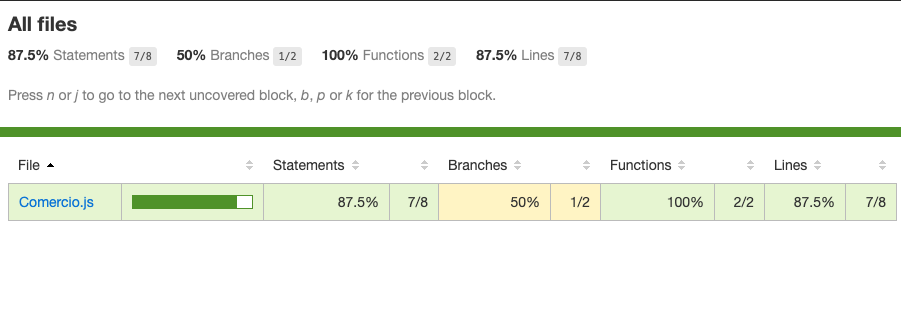 All files
87.5% Statements 7/8 50% Branches 1/2 100% Functions 2/2 87.5% Lines 7/8
Press n or j to go to the next uncovered block, b, p or k for the previous block.
File Statements Branches Functions Lines
Comercio.js 87.5% 7/8 50% 1/2 100% 2/2 87.5% 7/8